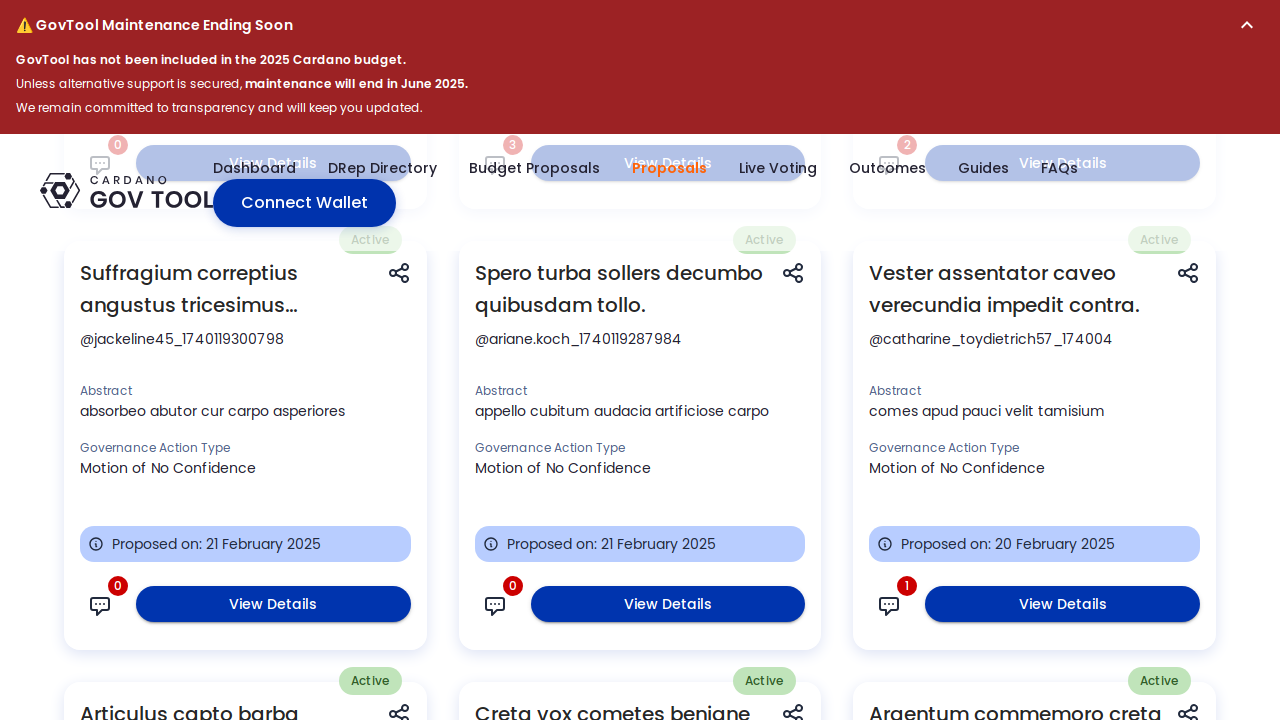 ⚠️ GovTool Maintenance Ending Soon
GovTool has not been included in the 2025 Cardano budget.
Unless alternative support is secured, maintenance will end in June 2025.
We remain committed to transparency and will keep you updated.
0 View Details 3 View Details 2 View Details
Dashboard DRep Directory Budget Proposals Proposals Live Voting Outcomes Guides FAQs
CARDANO
GOV TOOL
Connect Wallet
Active Active
Active
Suffragium correptius
angustus tricesimus...
@jackeline45_1740119300798
Abstract
absorbeo abutor cur carpo asperiores
Governance Action Type
Motion of No Confidence
Proposed on: 21 February 2025
0 View Details
Spero turba sollers decumbo
quibusdam tollo.
@ariane.koch_1740119287984
Abstract
appello cubitum audacia artificiose carpo
Governance Action Type
Motion of No Confidence
Proposed on: 21 February 2025
0 View Details
Vester assentator caveo
verecundia impedit contra.
@catharine_toydietrich57_174004
Abstract
comes apud pauci velit tamisium
Governance Action Type
Motion of No Confidence
Proposed on: 20 February 2025
1 View Details
Active Active Active
Articulus capto barba
Creta vox cometes benigne
Argentum commemoro creta